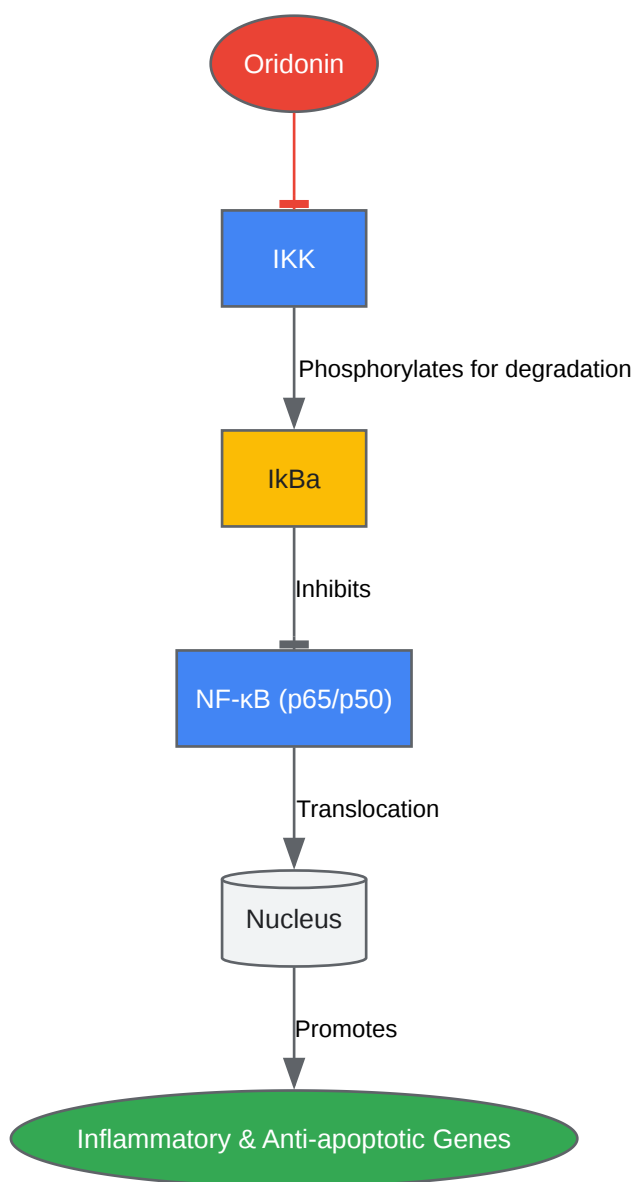 Oridonin
IKK
Phosphorylates for degradation
IkBa
Inhibits
NF-κB (p65/p50)
Translocation
Nucleus
Promotes
Inflammatory & Anti-apoptotic Genes